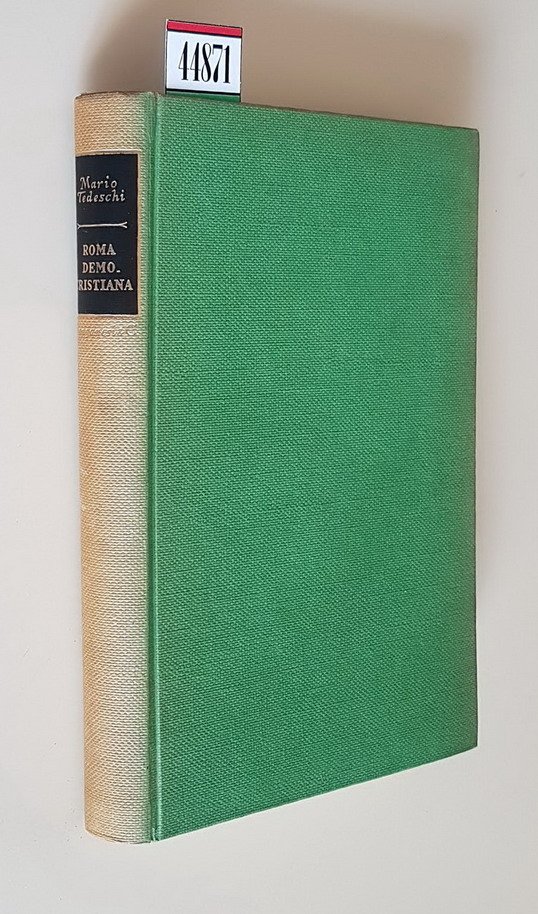 44871
Mario
Tedeschi
ROMA
DEMO-
RISTIANA